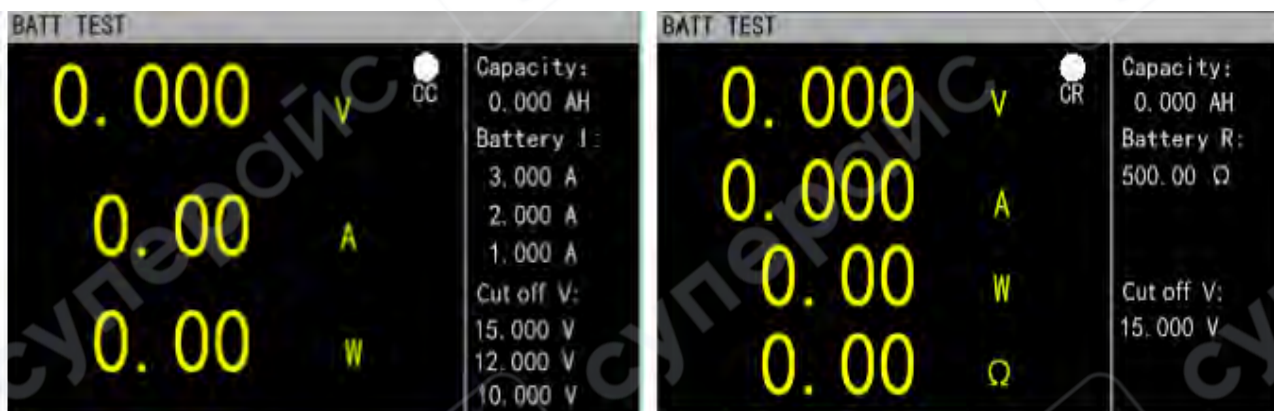 BATT TEST
0.000 V
CC
0.00 A
0.00 W
Capacity:
0.000 AH
Battery I:
3.000 A
2.000 A
1.000 A
Cut off V:
15.000 V
12.000 V
10.000 V
BATT TEST
0.000 V
CR
0.000 A
0.00 W
0.00 Ω
Capacity:
0.000 AH
Battery R:
500.00 Ω
Cut off V:
15.000 V
суперайс
суперайс